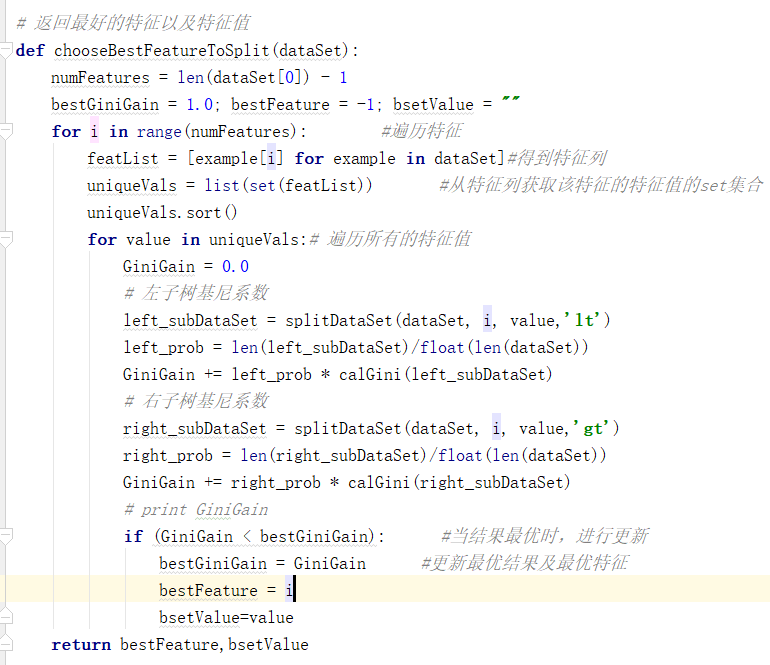 # 返回最好的特征以及特征值
def chooseBestFeatureToSplit(dataSet):
    numFeatures = len(dataSet[0]) - 1
    bestGiniGain = 1.0; bestFeature = -1; bsetValue = ""
    for i in range(numFeatures):        #遍历特征
        featList = [example[i] for example in dataSet]#得到特征列
        uniqueVals = list(set(featList))       #从特征列获取该特征的特征值的set集合
        uniqueVals.sort()
        for value in uniqueVals:# 遍历所有的特征值
            GiniGain = 0.0
            # 左子树基尼系数
            left_subDataSet = splitDataSet(dataSet, i, value,'lt')
            left_prob = len(left_subDataSet)/float(len(dataSet))
            GiniGain += left_prob * calGini(left_subDataSet)
            # 右子树基尼系数
            right_subDataSet = splitDataSet(dataSet, i, value,'gt')
            right_prob = len(right_subDataSet)/float(len(dataSet))
            GiniGain += right_prob * calGini(right_subDataSet)
            # print GiniGain
            if (GiniGain < bestGiniGain):      #当结果最优时，进行更新
                bestGiniGain = GiniGain      #更新最优结果及最优特征
                bestFeature = i
                bsetValue=value
    return bestFeature,bsetValue